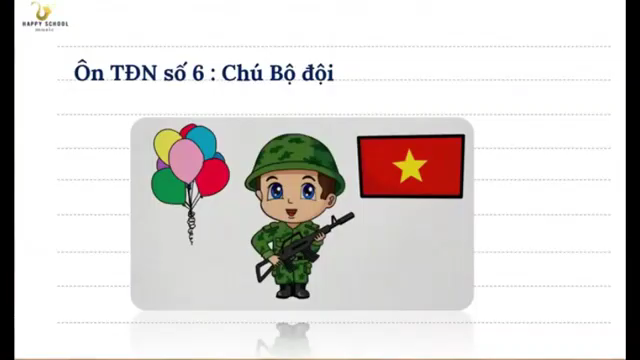 HAPPY SCHOOL
Ôn TĐN số 6 : Chú Bộ đội